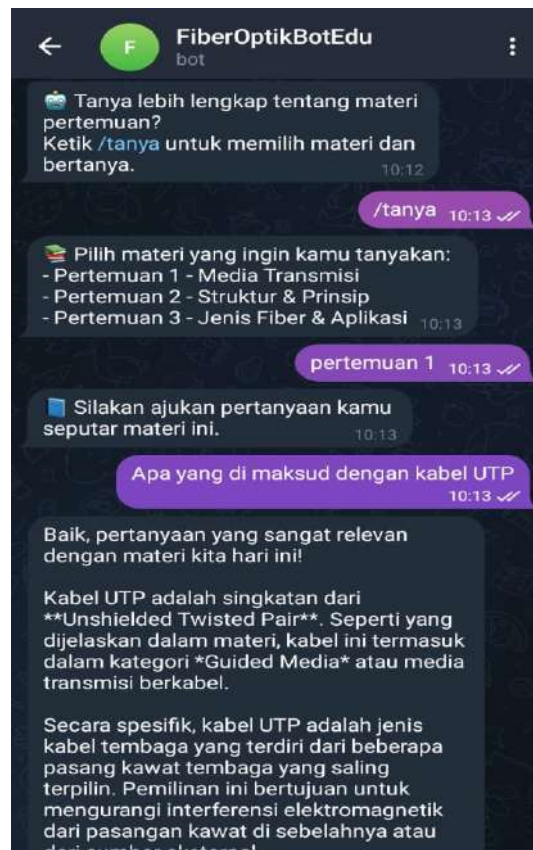 F
FiberOptikBotEdu
bot
🤖 Tanya lebih lengkap tentang materi
pertemuan?
Ketik /tanya untuk memilih materi dan
bertanya.
10:12
/tanya 10:13
📚 Pilih materi yang ingin kamu tanyakan:
- Pertemuan 1 - Media Transmisi
- Pertemuan 2 - Struktur & Prinsip
- Pertemuan 3 - Jenis Fiber & Aplikasi 10:13
pertemuan 1 10:13
📘 Silakan ajukan pertanyaan kamu
seputar materi ini.
10:13
Apa yang di maksud dengan kabel UTP
10:13
Baik, pertanyaan yang sangat relevan
dengan materi kita hari ini!
Kabel UTP adalah singkatan dari
**Unshielded Twisted Pair**. Seperti yang
dijelaskan dalam materi, kabel ini termasuk
dalam kategori *Guided Media* atau media
transmisi berkabel.
Secara spesifik, kabel UTP adalah jenis
kabel tembaga yang terdiri dari beberapa
pasang kawat tembaga yang saling
terpilin. Pemilinan ini bertujuan untuk
mengurangi interferensi elektromagnetik
dari pasangan kawat di sebelahnya atau